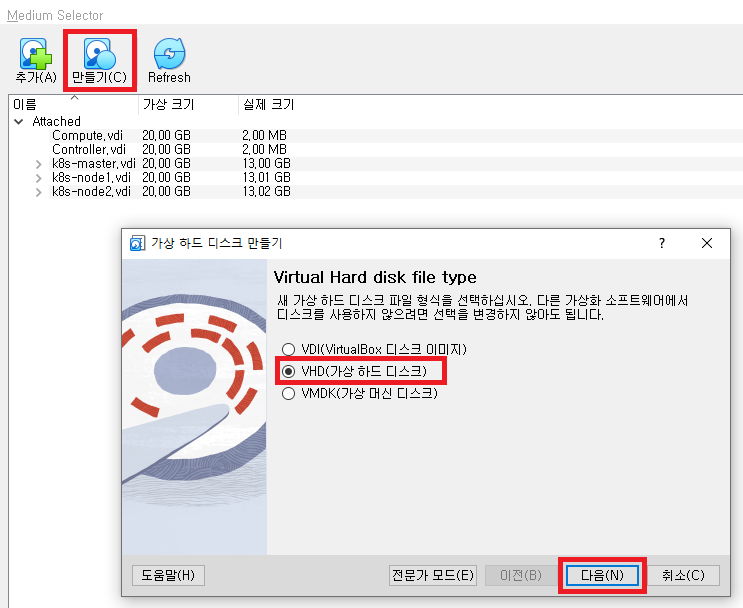 Medium Selector
추가(A) 만들기(C) Refresh
이름 가상 크기 실제 크기
Attached
Compute.vdi 20,00 GB 2,00 MB
Controller.vdi 20,00 GB 2,00 MB
k8s-master.vdi 20,00 GB 13,00 GB
k8s-node1.vdi 20,00 GB 13,01 GB
k8s-node2.vdi 20,00 GB 13,02 GB
가상 하드 디스크 만들기
Virtual Hard disk file type
새 가상 하드 디스크 파일 형식을 선택하십시오. 다른 가상화 소프트웨어에서
디스크를 사용하지 않으려면 선택을 변경하지 않아도 됩니다.
VDI(VirtualBox 디스크 이미지)
VHD(가상 하드 디스크)
VMDK(가상 머신 디스크)
도움말(H) 전문가 모드(E) 이전(B) 다음(N) 취소(C)